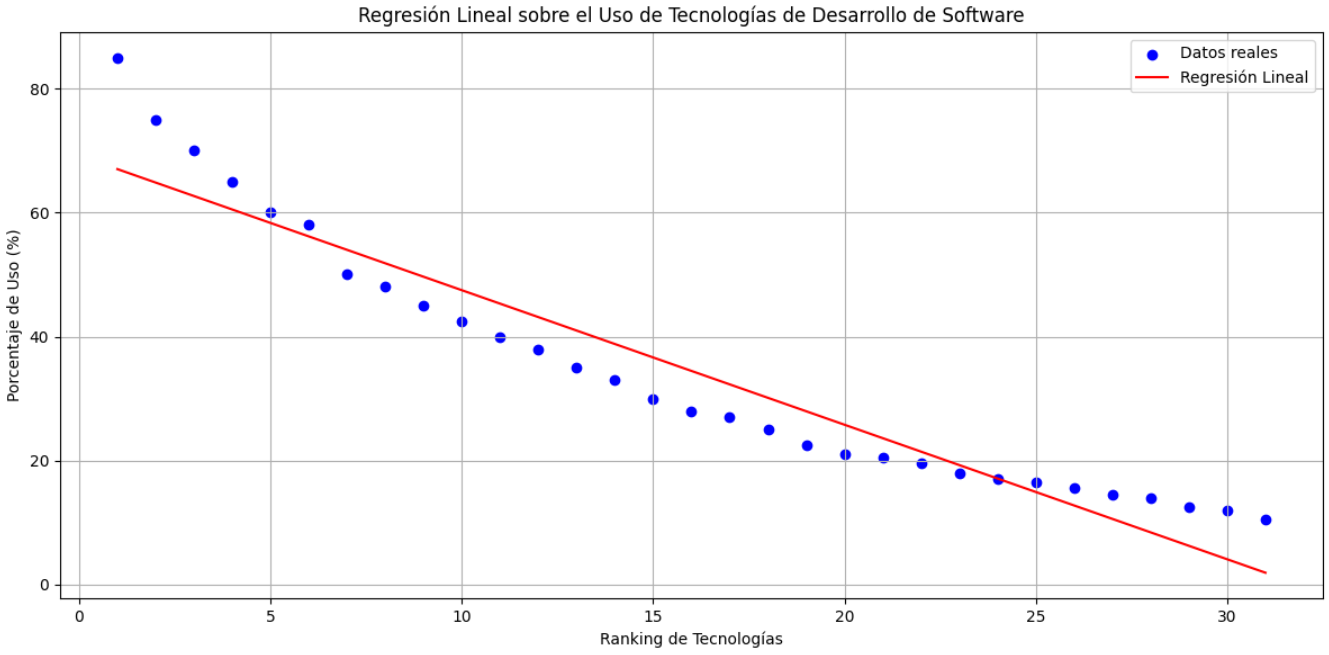 Regresión Lineal sobre el Uso de Tecnologías de Desarrollo de Software
Datos reales
Regresión Lineal
Porcentaje de Uso (%)
80
60
40
20
0
0 5 10 15 20 25 30
Ranking de Tecnologías